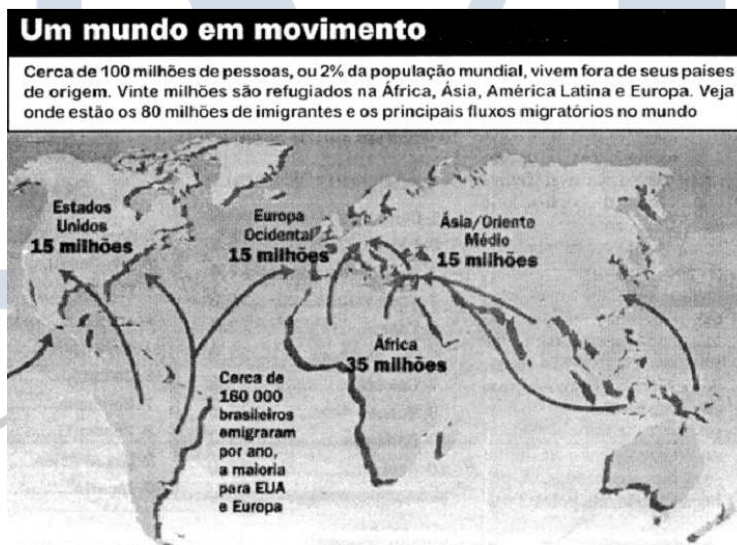 Um mundo em movimento
Cerca de 100 milhões de pessoas, ou 2% da população mundial, vivem fora de seus países
de origem. Vinte milhões são refugiados na África, Ásia, América Latina e Europa. Veja
onde estão os 80 milhões de imigrantes e os principais fluxos migratórios no mundo
Estados
Unidos
15 milhões
Europa
Ocidental
15 milhões
Ásia/Oriente
Médio
15 milhões
África
35 milhões
Cerca de
160 000
brasileiros
emigraram
por ano,
a maioria
para EUA
e Europa